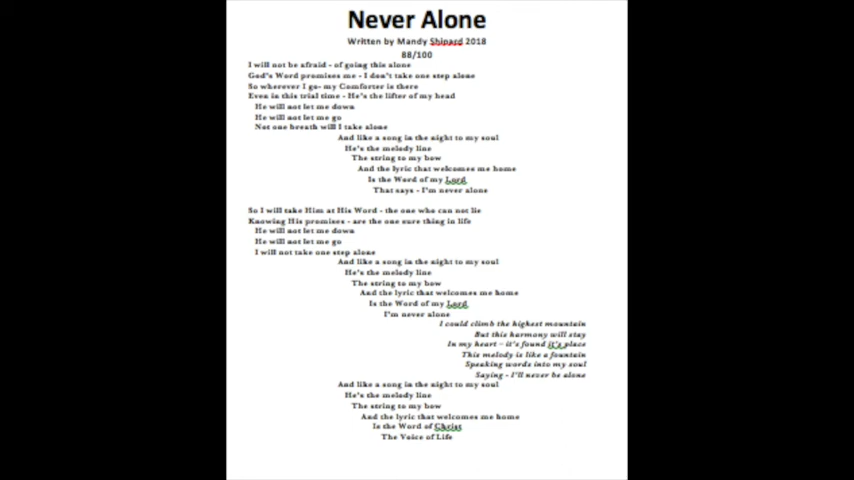 Never Alone
Written by Mandy Shipard 2018
88/100
I will not be afraid - of going this alone
God's Word promises me - I don't take one step alone
So wherever I go- my Comforter is there
Even in this trial time - He's the lifter of my head
He will not let me down
He will not let me go
Not one breath will I take alone
And like a song in the night to my soul
He's the melody line
The string to my bow
And the lyric that welcomes me home
Is the Word of my Lord
That says - I'm never alone
So I will take Him at His Word - the one who can not lie
Knowing His promises - are the one sure thing in life
He will not let me down
He will not let me go
I will not take one step alone
And like a song in the night to my soul
He's the melody line
The string to my bow
And the lyric that welcomes me home
Is the Word of my Lord
I'm never alone
I could climb the highest mountain
But this harmony will stay
In my heart – it's found it's place
This melody is like a fountain
Speaking words into my soul
Saying - I'll never be alone
And like a song in the night to my soul
He's the melody line
The string to my bow
And the lyric that welcomes me home
Is the Word of Christ
The Voice of Life